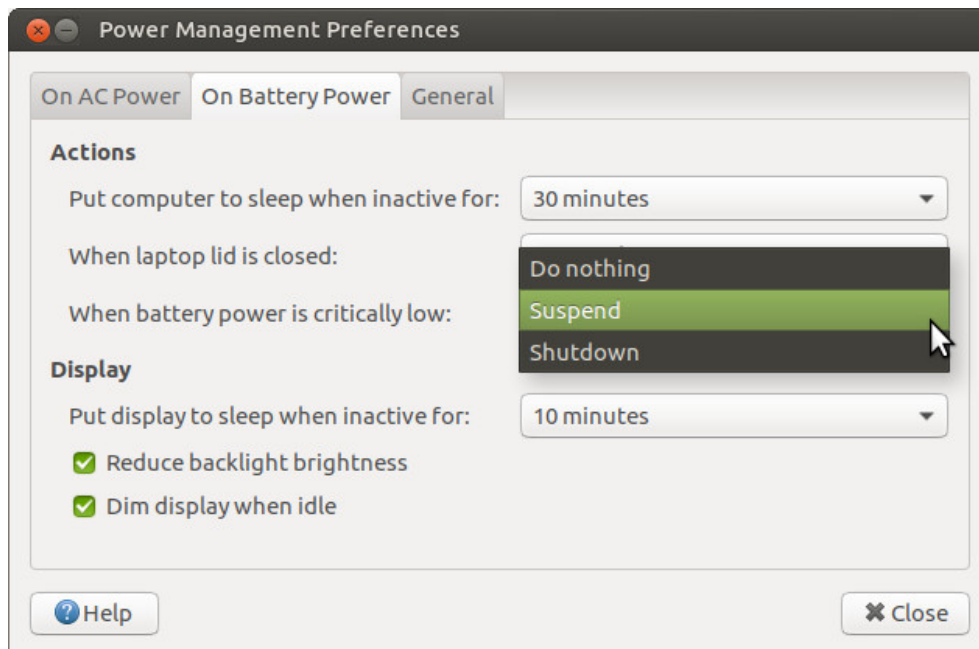 Power Management Preferences
On AC Power On Battery Power General
Actions
Put computer to sleep when inactive for: 30 minutes
When laptop lid is closed:
Do nothing
When battery power is critically low: Suspend
Shutdown
Display
Put display to sleep when inactive for: 10 minutes
Reduce backlight brightness
Dim display when idle
Help Close